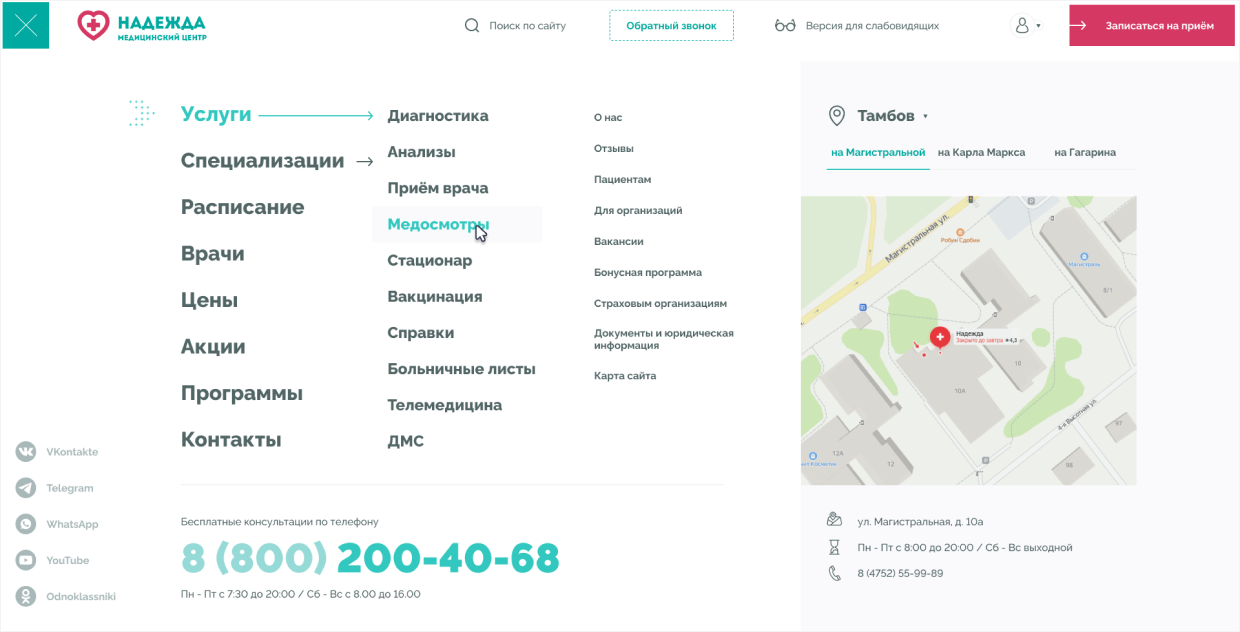 НАДЕЖДА
МЕДИЦИНСКИЙ ЦЕНТР
Поиск по сайту
Обратный звонок
Версия для слабовидящих
Записаться на приём
Услуги
Специализации
Расписание
Врачи
Цены
Акции
Программы
Контакты
Диагностика
Анализы
Приём врача
Медосмотры
Стационар
Вакцинация
Справки
Больничные листы
Телемедицина
ДМС
О нас
Отзывы
Пациентам
Для организаций
Вакансии
Бонусная программа
Страховым организациям
Документы и юридическая
информация
Карта сайта
VKontakte
Telegram
WhatsApp
YouTube
Odnoklassniki
Бесплатные консультации по телефону
8 (800) 200-40-68
Пн - Пт с 7:30 до 20:00 / Сб - Вс с 8.00 до 16.00
Тамбов
на Магистральной
на Карла Маркса
на Гагарина
Магистральная ул.
Робин Сдобин
Магистраль
8/1
Надежда
Закрыто до завтра ★4,3
10
10А
4-я Высотная ул.
97
98
12А
12
ул. Магистральная, д. 10а
Пн - Пт с 8:00 до 20:00 / Сб - Вс выходной
8 (4752) 55-99-89